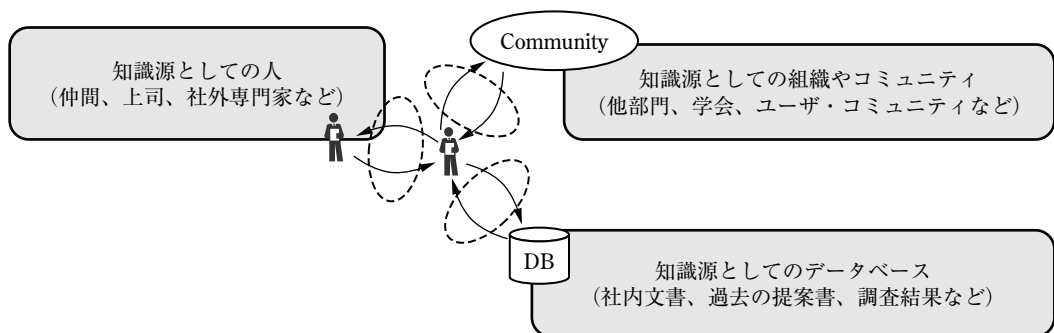 知識源としての人
（仲間、上司、社外専門家など）
Community
知識源としての組織やコミュニティ
（他部門、学会、ユーザ・コミュニティなど）
DB
知識源としてのデータベース
（社内文書、過去の提案書、調査結果など）